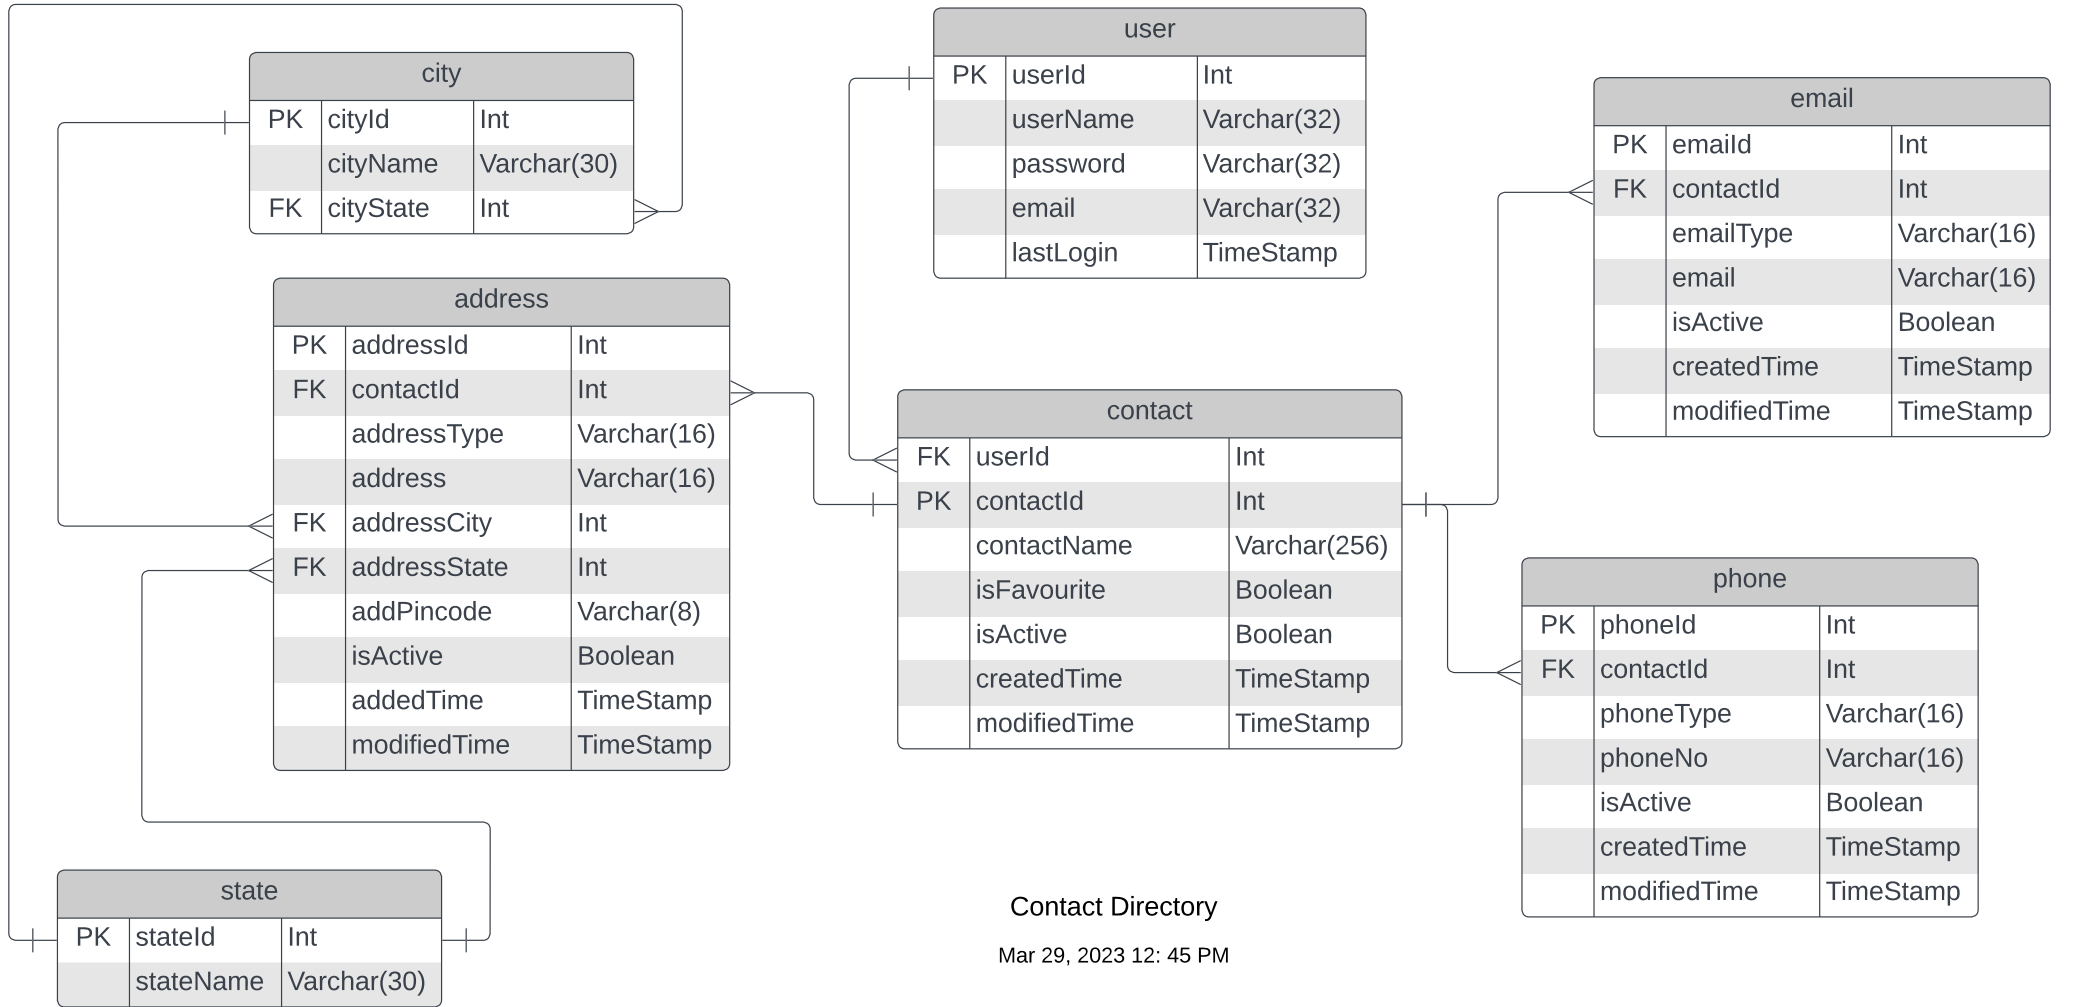 city
PK cityId Int
cityName Varchar(30)
FK cityState Int
address
PK addressId Int
FK contactId Int
addressType Varchar(16)
address Varchar(16)
FK addressCity Int
FK addressState Int
addPincode Varchar(8)
isActive Boolean
addedTime TimeStamp
modifiedTime TimeStamp
state
PK stateId Int
stateName Varchar(30)
user
PK userId Int
userName Varchar(32)
password Varchar(32)
email Varchar(32)
lastLogin TimeStamp
contact
FK userId Int
PK contactId Int
contactName Varchar(256)
isFavourite Boolean
isActive Boolean
createdTime TimeStamp
modifiedTime TimeStamp
email
PK emaiId Int
FK contactId Int
emailType Varchar(16)
email Varchar(16)
isActive Boolean
createdTime TimeStamp
modifiedTime TimeStamp
phone
PK phoneId Int
FK contactId Int
phoneType Varchar(16)
phoneNo Varchar(16)
isActive Boolean
createdTime TimeStamp
modifiedTime TimeStamp
Contact Directory
Mar 29, 2023 12: 45 PM